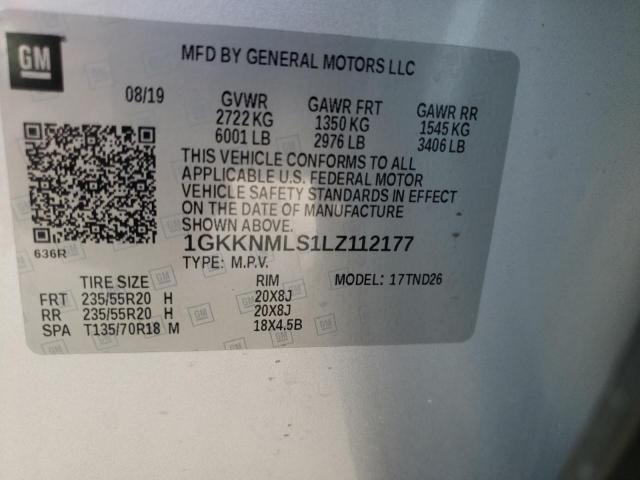 GM
MFD BY GENERAL MOTORS LLC
08/19 GVWR GAWR FRT GAWR RR
2722 KG 1350 KG 1545 KG
6001 LB 2976 LB 3406 LB
THIS VEHICLE CONFORMS TO ALL
APPLICABLE U.S. FEDERAL MOTOR
VEHICLE SAFETY STANDARDS IN EFFECT
ON THE DATE OF MANUFACTURE
SHOWN ABOVE.
636R 1GKKNMLS1LZ112177
TYPE: M.P.V. MODEL: 17TND26
TIRE SIZE RIM
FRT 235/55R20 H 20X8J
RR 235/55R20 H 20X8J
SPA T135/70R18 M 18X4.5B